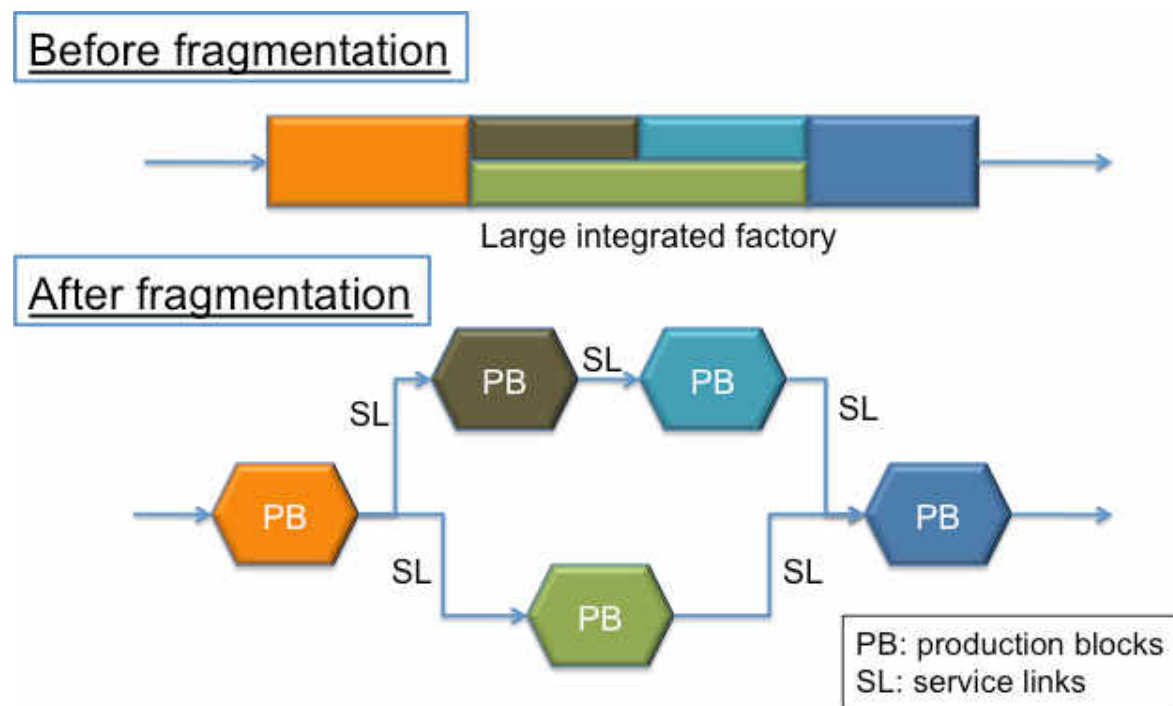 Before fragmentation
Large integrated factory
After fragmentation
PB
SL
PB
SL
SL
PB
PB
SL
PB
SL
PB: production blocks
SL: service links